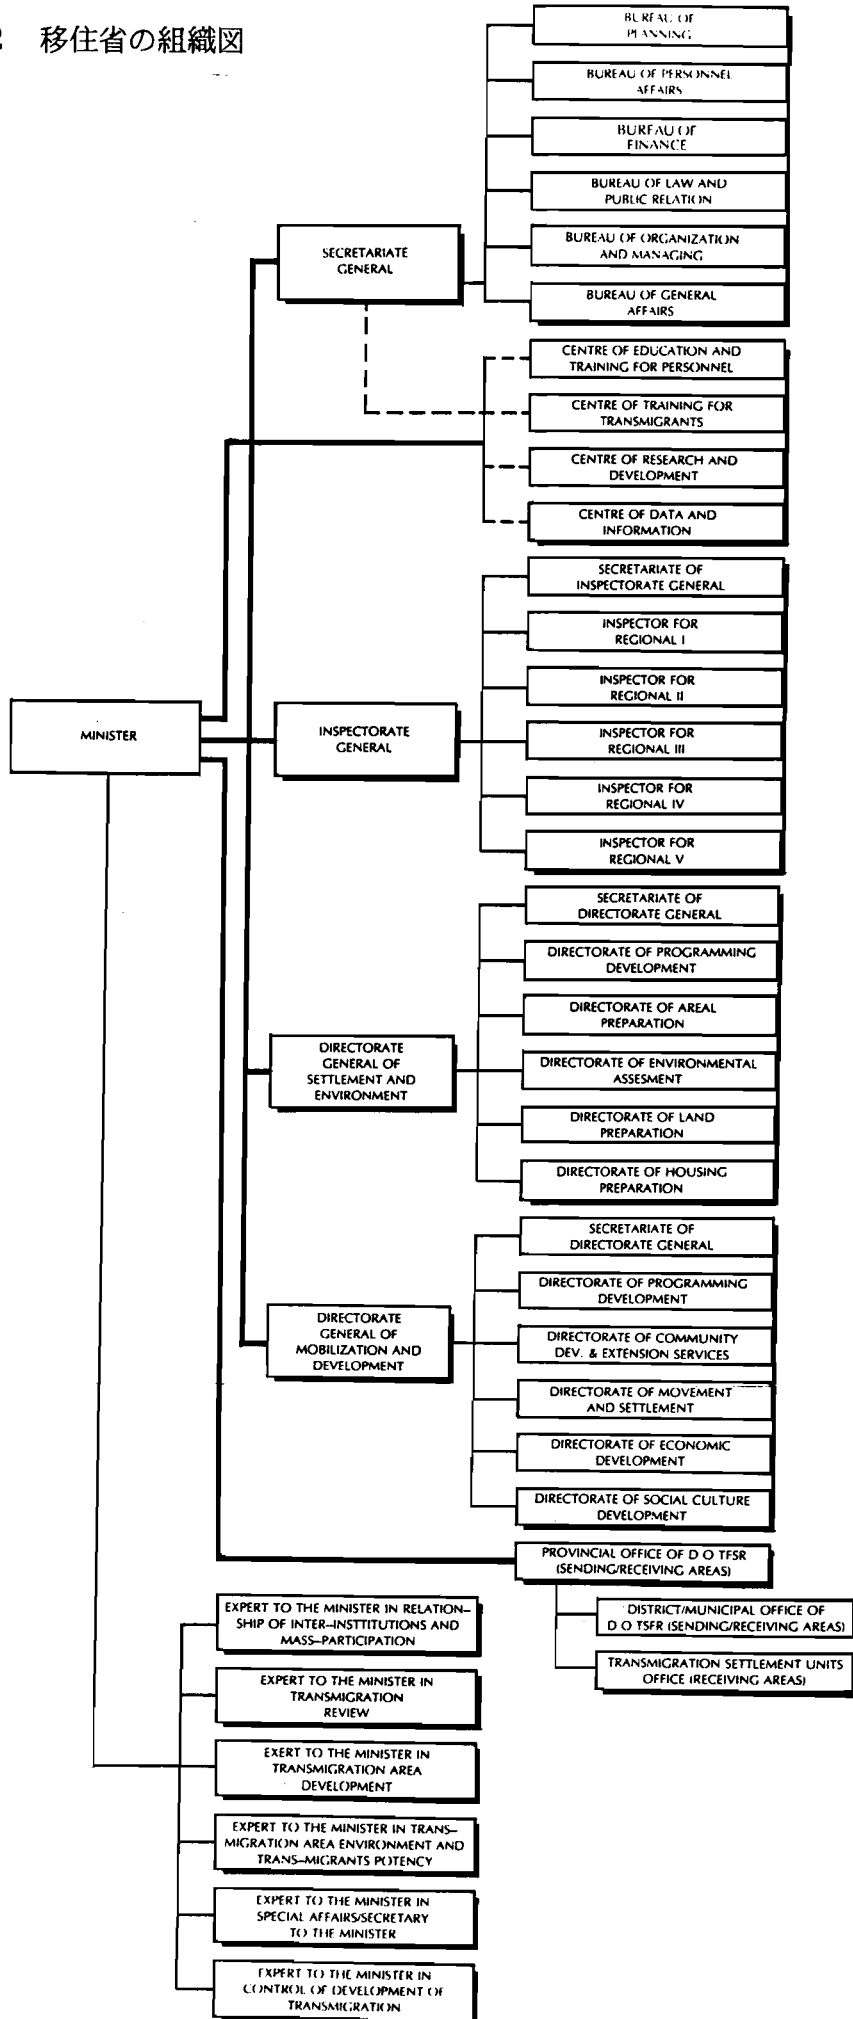 2 移住省の組織図
BUREAU OF
PLANNING
BUREAU OF PERSONNEL
AFFAIRS
BUREAU OF
FINANCE
BUREAU OF LAW AND
PUBLIC RELATION
BUREAU OF ORGANIZATION
AND MANAGING
BUREAU OF GENERAL
AFFAIRS
SECRETARIATE
GENERAL
CENTRE OF EDUCATION AND
TRAINING FOR PERSONNEL
CENTRE OF TRAINING FOR
TRANSMIGRANTS
CENTRE OF RESEARCH AND
DEVELOPMENT
CENTRE OF DATA AND
INFORMATION
SECRETARIATE OF
INSPECTORATE GENERAL
INSPECTOR FOR
REGIONAL I
INSPECTOR FOR
REGIONAL II
INSPECTOR FOR
REGIONAL III
INSPECTOR FOR
REGIONAL IV
INSPECTOR FOR
REGIONAL V
MINISTER
INSPECTORATE
GENERAL
SECRETARIATE OF
DIRECTORATE GENERAL
DIRECTORATE OF PROGRAMMING
DEVELOPMENT
DIRECTORATE OF AREAL
PREPARATION
DIRECTORATE OF ENVIRONMENTAL
ASSESMENT
DIRECTORATE OF LAND
PREPARATION
DIRECTORATE OF HOUSING
PREPARATION
DIRECTORATE
GENERAL OF
SETTLEMENT AND
ENVIRONMENT
SECRETARIATE OF
DIRECTORATE GENERAL
DIRECTORATE OF PROGRAMMING
DEVELOPMENT
DIRECTORATE OF COMMUNITY
DEV. & EXTENSION SERVICES
DIRECTORATE OF MOVEMENT
AND SETTLEMENT
DIRECTORATE OF ECONOMIC
DEVELOPMENT
DIRECTORATE OF SOCIAL CULTURE
DEVELOPMENT
DIRECTORATE
GENERAL OF
MOBILIZATION AND
DEVELOPMENT
PROVINCIAL OFFICE OF D O TFSR
(SENDING/RECEIVING AREAS)
DISTRICT/MUNICIPAL OFFICE OF
D O TSFR (SENDING/RECEIVING AREAS)
TRANSMIGRATION SETTLEMENT UNITS
OFFICE (RECEIVING AREAS)
EXPERT TO THE MINISTER IN RELATION-
SHIP OF INTER-INSTTITUTIONS AND
MASS-PARTICIPATION
EXPERT TO THE MINISTER IN
TRANSMIGRATION
REVIEW
EXERT TO THE MINISTER IN
TRANSMIGRATION AREA
DEVELOPMENT
EXPERT TO THE MINISTER IN TRANS-
MIGRATION AREA ENVIRONMENT AND
TRANS-MIGRANTS POTENCY
EXPERT TO THE MINISTER IN
SPECIAL AFFAIRS/SECRETARY
TO THE MINISTER
EXPERT TO THE MINISTER IN
CONTROL OF DEVELOPMENT OF
TRANSMIGRATION